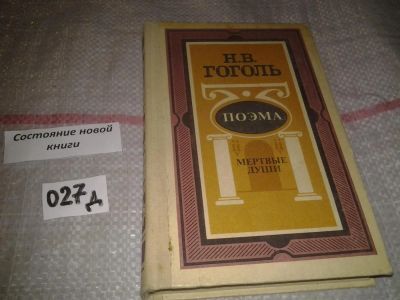 Состояние новой
книги
027д
Н.В.
ГОГОЛЬ
ПОЭМА
МЕРТВЫЕ
ДУШИ